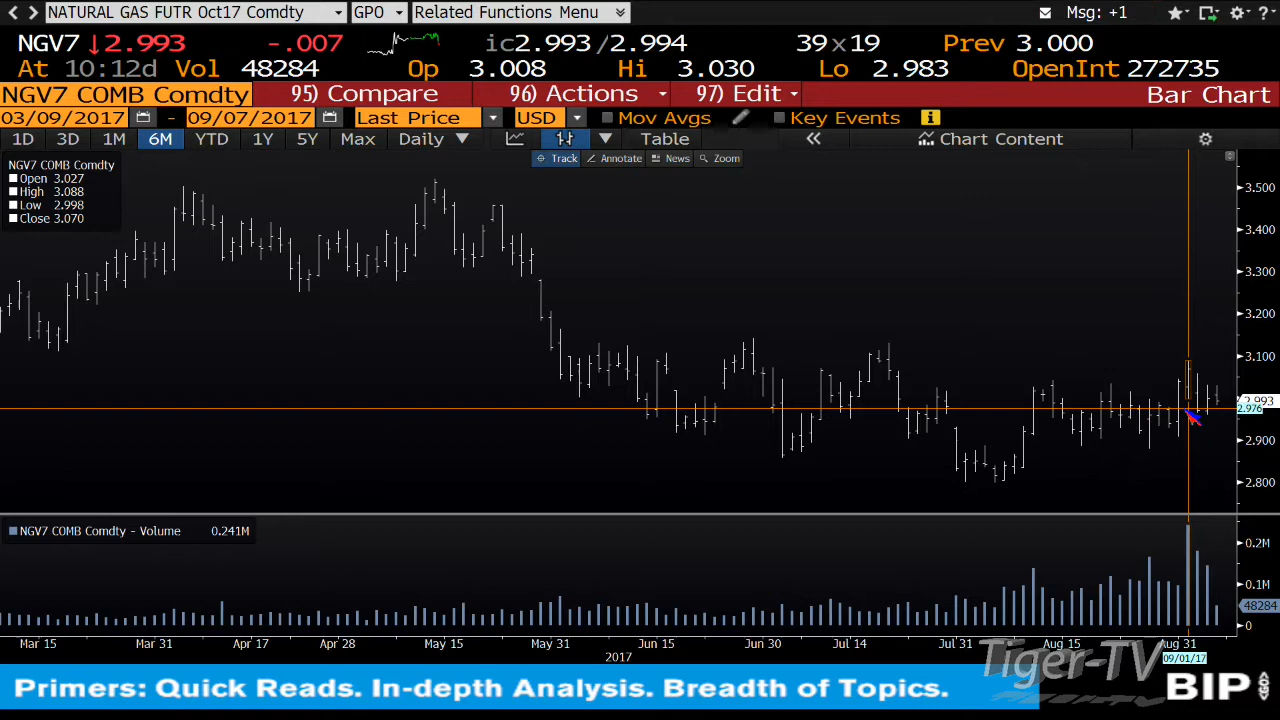 NATURAL GAS FUTR Oct17 Comdty GPO Related Functions Menu Msg: +1
NGV7 ↓2.993 -.007 ic2.993/2.994 39x19 Prev 3.000
At 10:12d Vol 48284 Op 3.008 Hi 3.030 Lo 2.983 OpenInt 272735
NGV7 COMB Comdty 95) Compare 96) Actions 97) Edit Bar Chart
03/09/2017 - 09/07/2017 Last Price USD Mov Avgs Key Events
1D 3D 1M 6M YTD 1Y 5Y Max Daily Table Chart Content
Track Annotate News Zoom
NGV7 COMB Comdty
Open 3.027
High 3.088
Low 2.998
Close 3.070
3.500
3.400
3.300
3.200
3.100
2.993
2.976
2.900
2.800
NGV7 COMB Comdty - Volume 0.241M
0.2M
0.1M
48284
0
Mar 15 Mar 31 Apr 17 Apr 28 May 15 May 31 Jun 15 Jun 30 Jul 14 Jul 31 Aug 15 Aug 31
2017 09/01/17
Tiger-TV
Primers: Quick Reads. In-depth Analysis. Breadth of Topics. BI PRIM <GO>